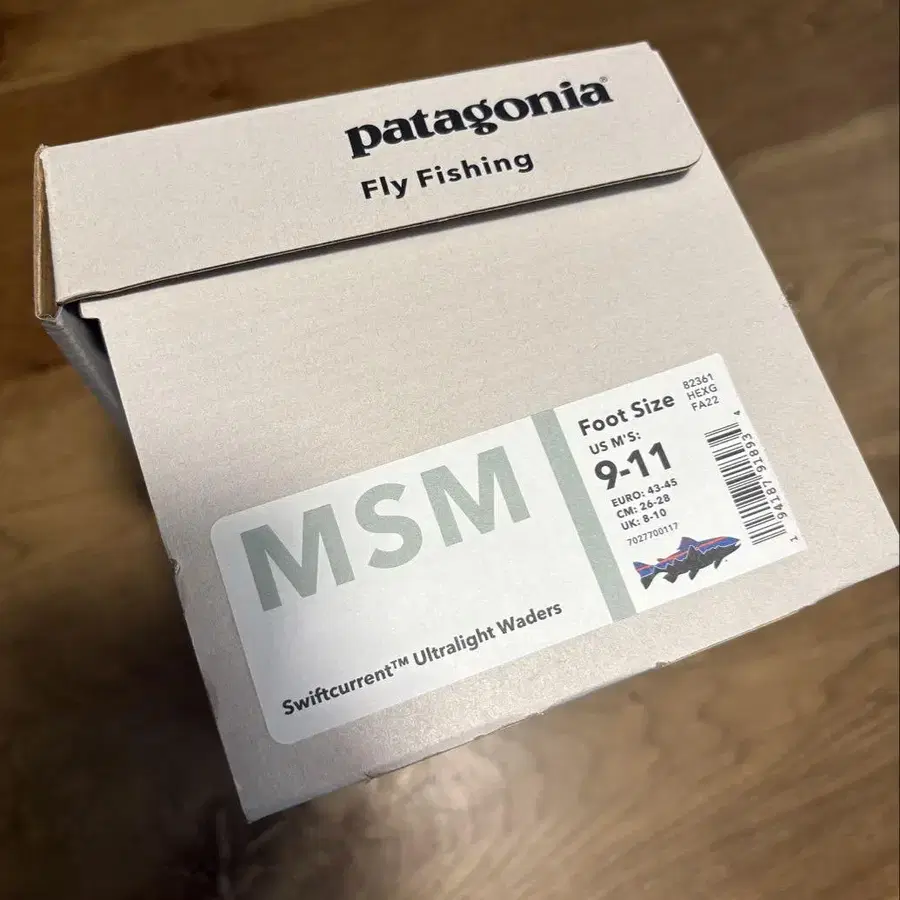 patagonia®
Fly Fishing
MSM
Swiftcurrent™ Ultralight Waders
Foot Size
US M'S:
9-11
EURO: 43-45
CM: 26-28
UK: 8-10
7027700117
82361
HEXG
FA22
1 94187 91893 4